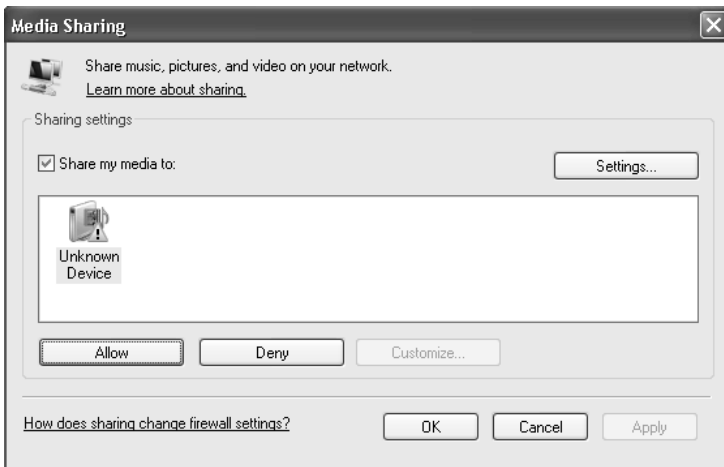 Media Sharing
Share music, pictures, and video on your network.
Learn more about sharing.
Sharing settings
Share my media to:
Settings...
Unknown
Device
Allow
Deny
Customize...
How does sharing change firewall settings?
OK
Cancel
Apply